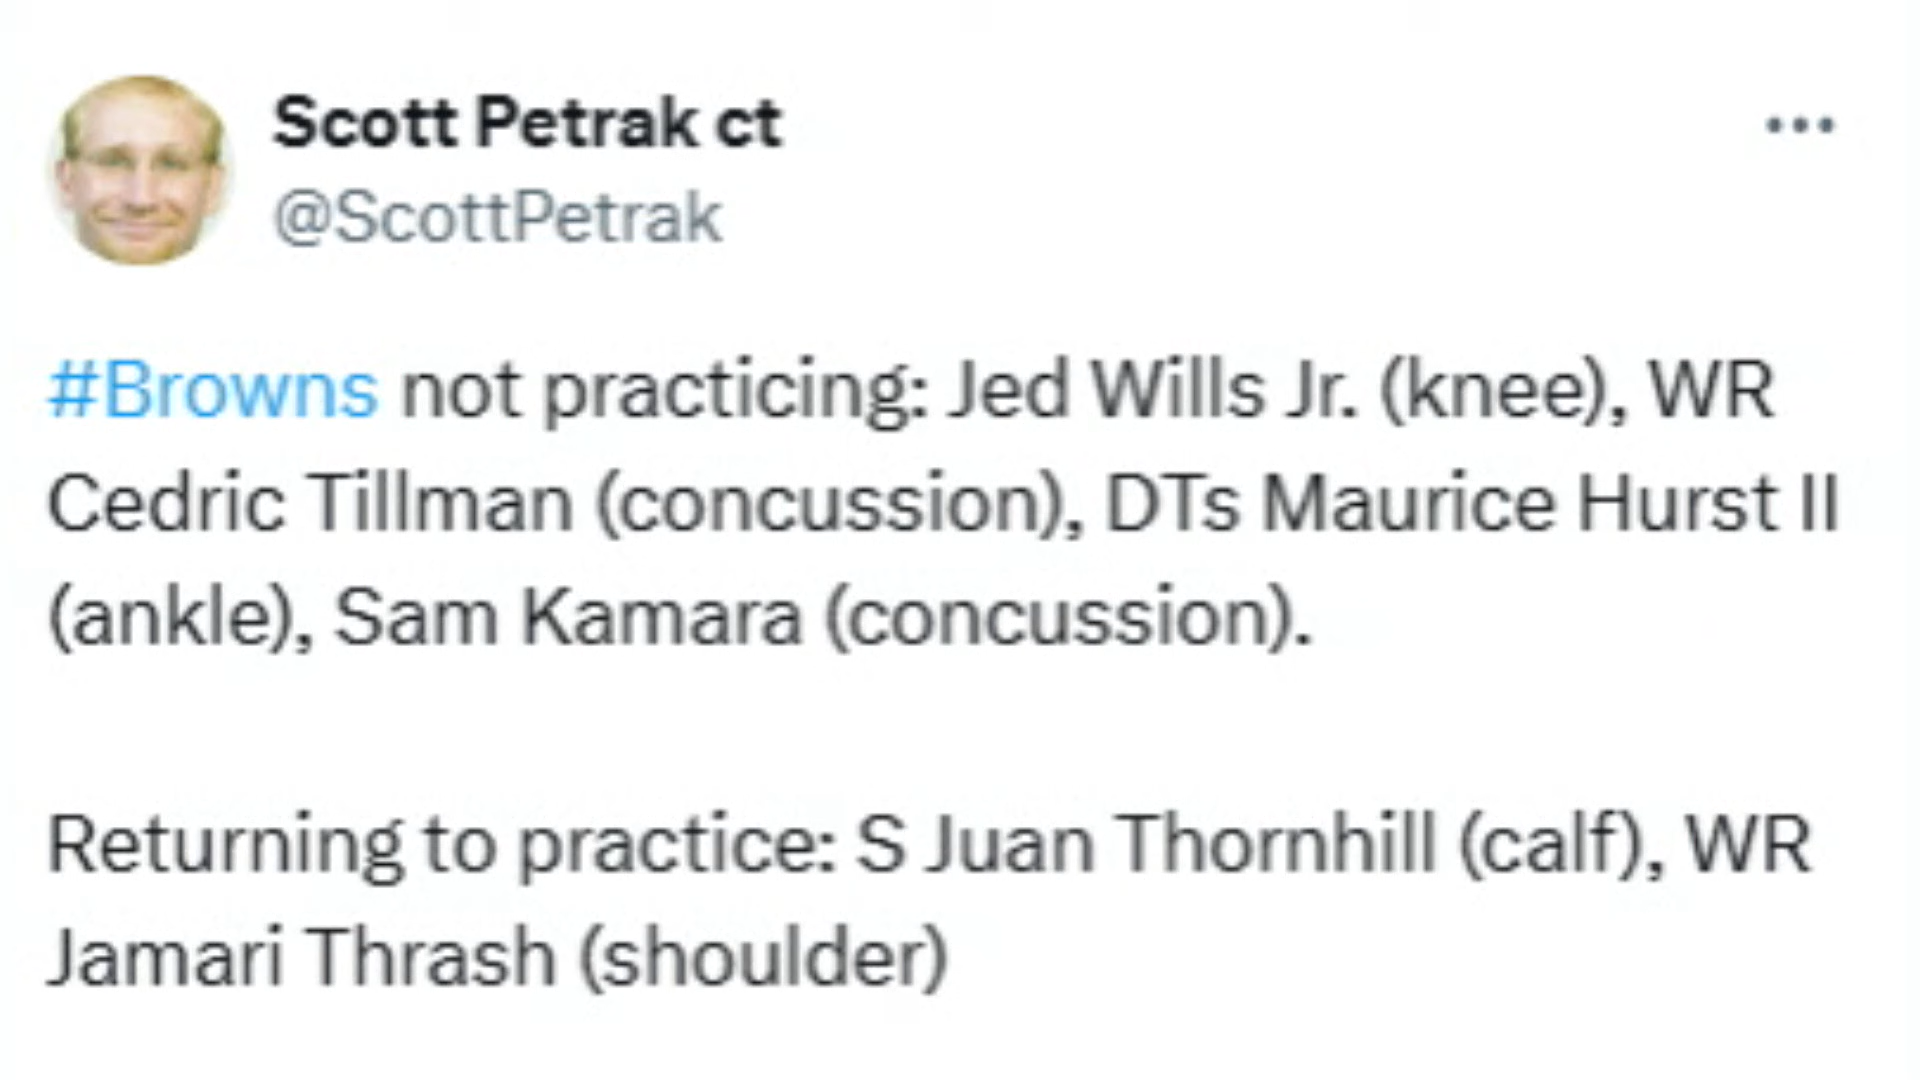 Scott Petrak ct
@ScottPetrak
#Browns not practicing: Jed Wills Jr. (knee), WR
Cedric Tillman (concussion), DTs Maurice Hurst II
(ankle), Sam Kamara (concussion).
Returning to practice: S Juan Thornhill (calf), WR
Jamari Thrash (shoulder)